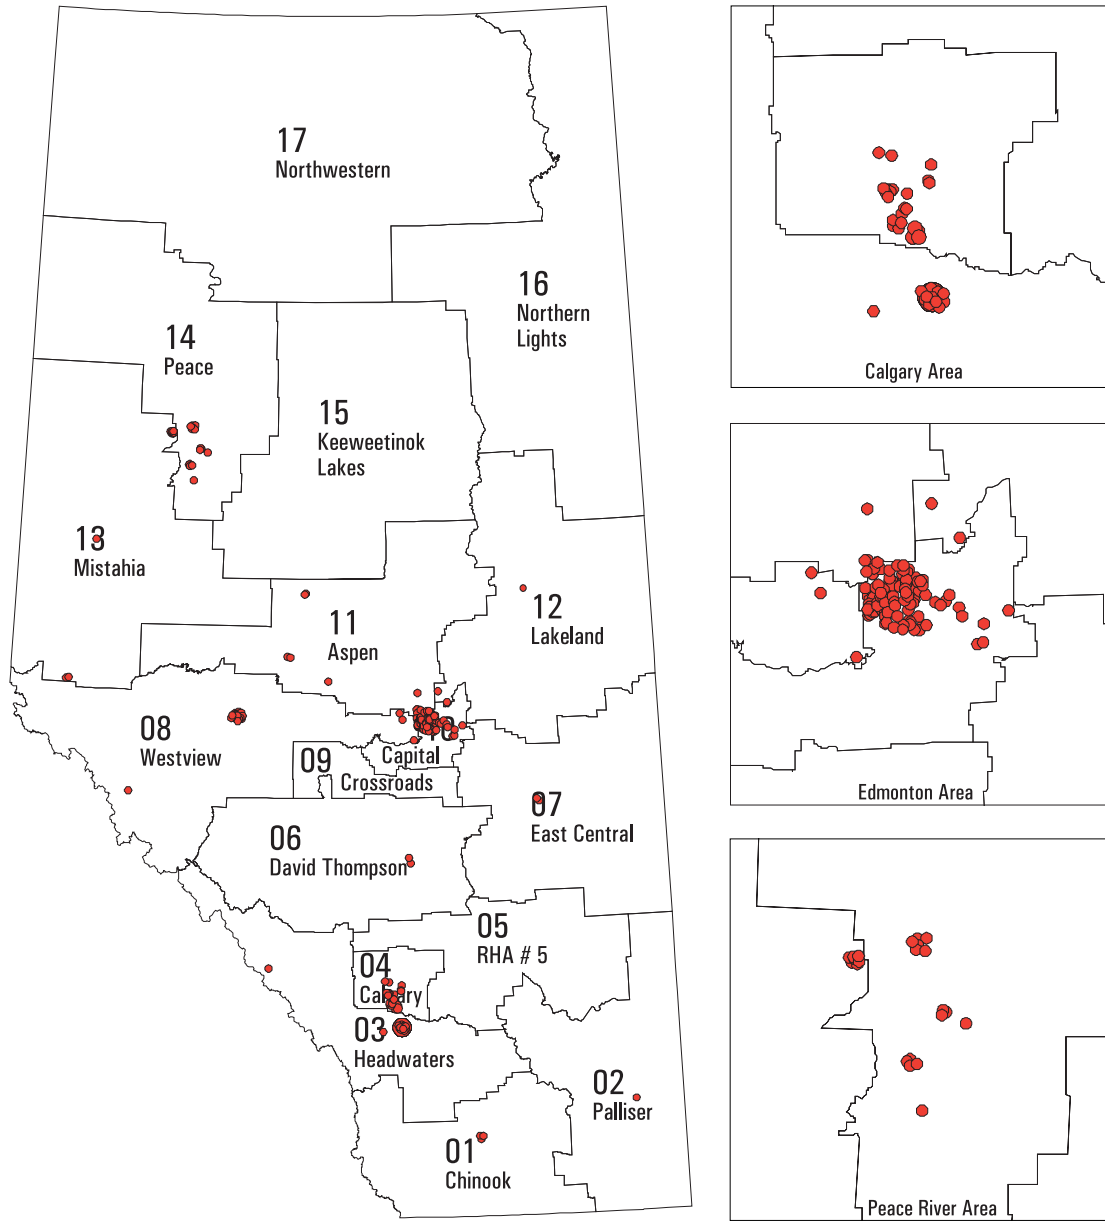 17
Northwestern
16
Northern
Lights
14
Peace
15
Keeweetinok
Lakes
13
Mistahia
12
Lakeland
11
Aspen
10
Capital
08
Westview
09
Crossroads
07
East Central
06
David Thompson
05
RHA # 5
04
Calgary
03
Headwaters
02
Palliser
01
Chinook
Calgary Area
Edmonton Area
Peace River Area